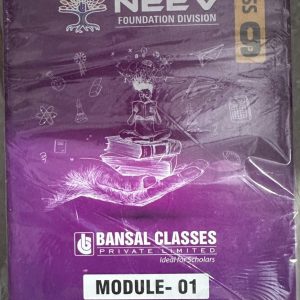 NEEV
FOUNDATION DIVISION
9
BANSAL CLASSES
PRIVATE LIMITED
Ideal for Scholars
MODULE- 01